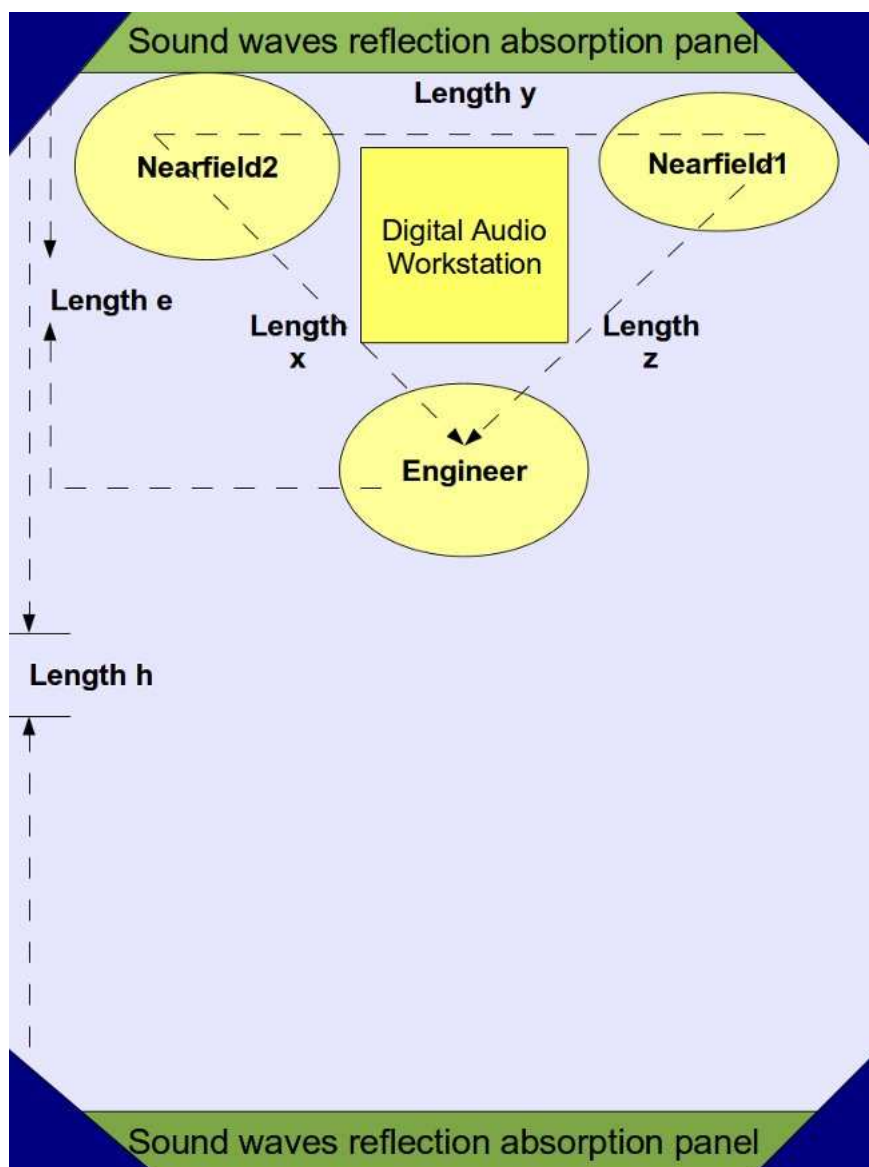 Sound waves reflection absorption panel
Length y
Nearfield2
Nearfield1
Digital Audio
Workstation
Length e
Length
x
Length
z
Engineer
Length h
Sound waves reflection absorption panel